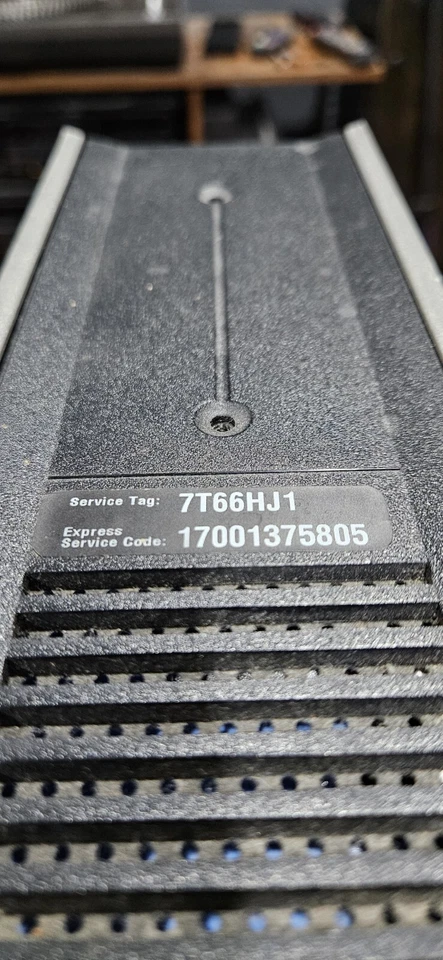 Service Tag: 7T66HJ1
Express
Service Code: 17001375805